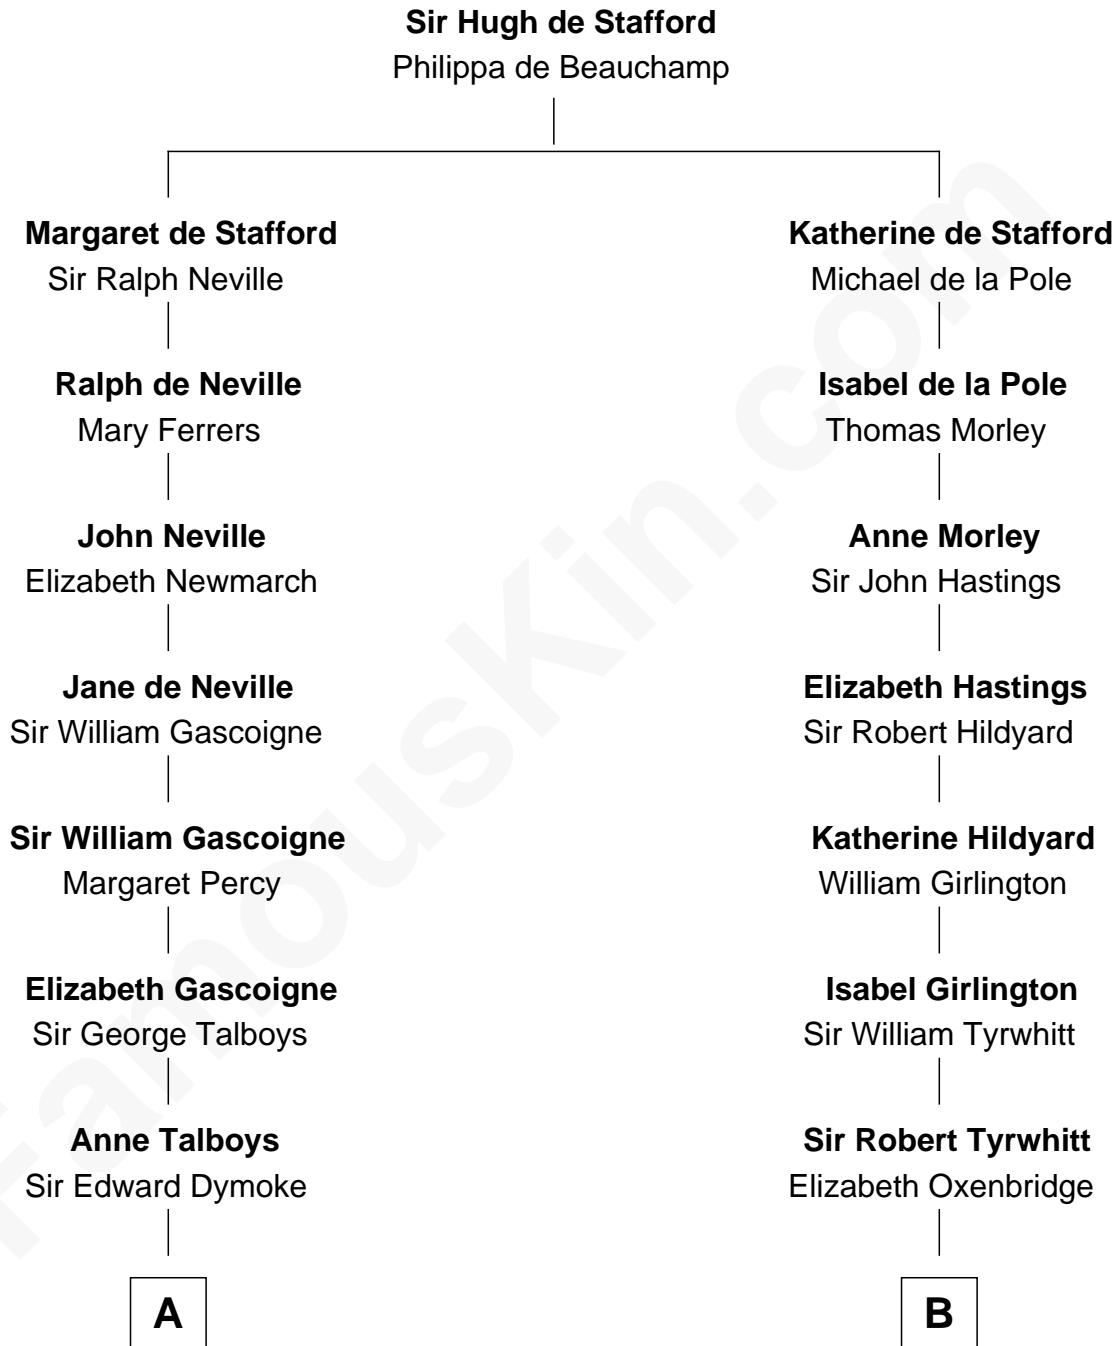 Sir Hugh de Stafford
Philippa de Beauchamp
Margaret de Stafford
Sir Ralph Neville
Katherine de Stafford
Michael de la Pole
Ralph de Neville
Mary Ferrers
Isabel de la Pole
Thomas Morley
John Neville
Elizabeth Newmarch
Anne Morley
Sir John Hastings
Jane de Neville
Sir William Gascoigne
Elizabeth Hastings
Sir Robert Hildyard
Sir William Gascoigne
Margaret Percy
Katherine Hildyard
William Girlington
Elizabeth Gascoigne
Sir George Talboys
Isabel Girlington
Sir William Tyrwhitt
Anne Talboys
Sir Edward Dymoke
Sir Robert Tyrwhitt
Elizabeth Oxenbridge
A
B
FamousKin.com